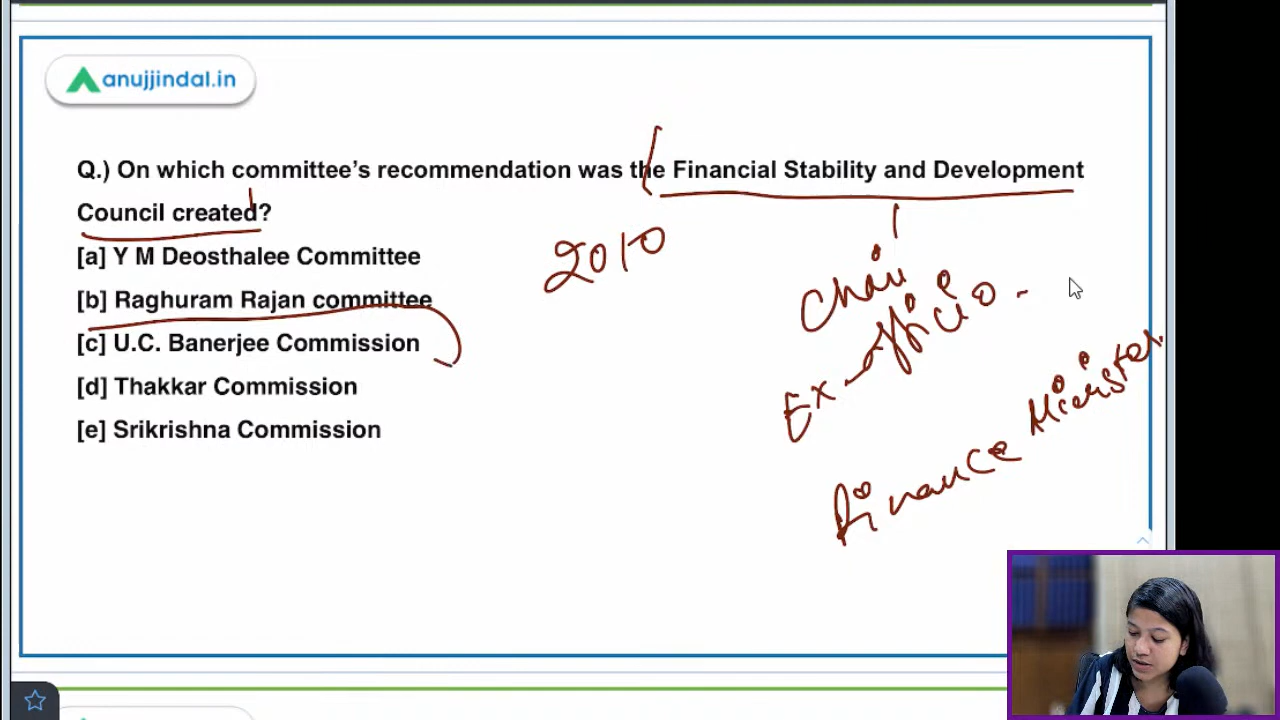 anujjindal.in
Q.) On which committee's recommendation was the Financial Stability and Development
Council created?
[a] Y M Deosthalee Committee
[b] Raghuram Rajan committee
[c] U.C. Banerjee Commission
[d] Thakkar Commission
[e] Srikrishna Commission
2010
Chair
Ex-officio -
Finance Minister